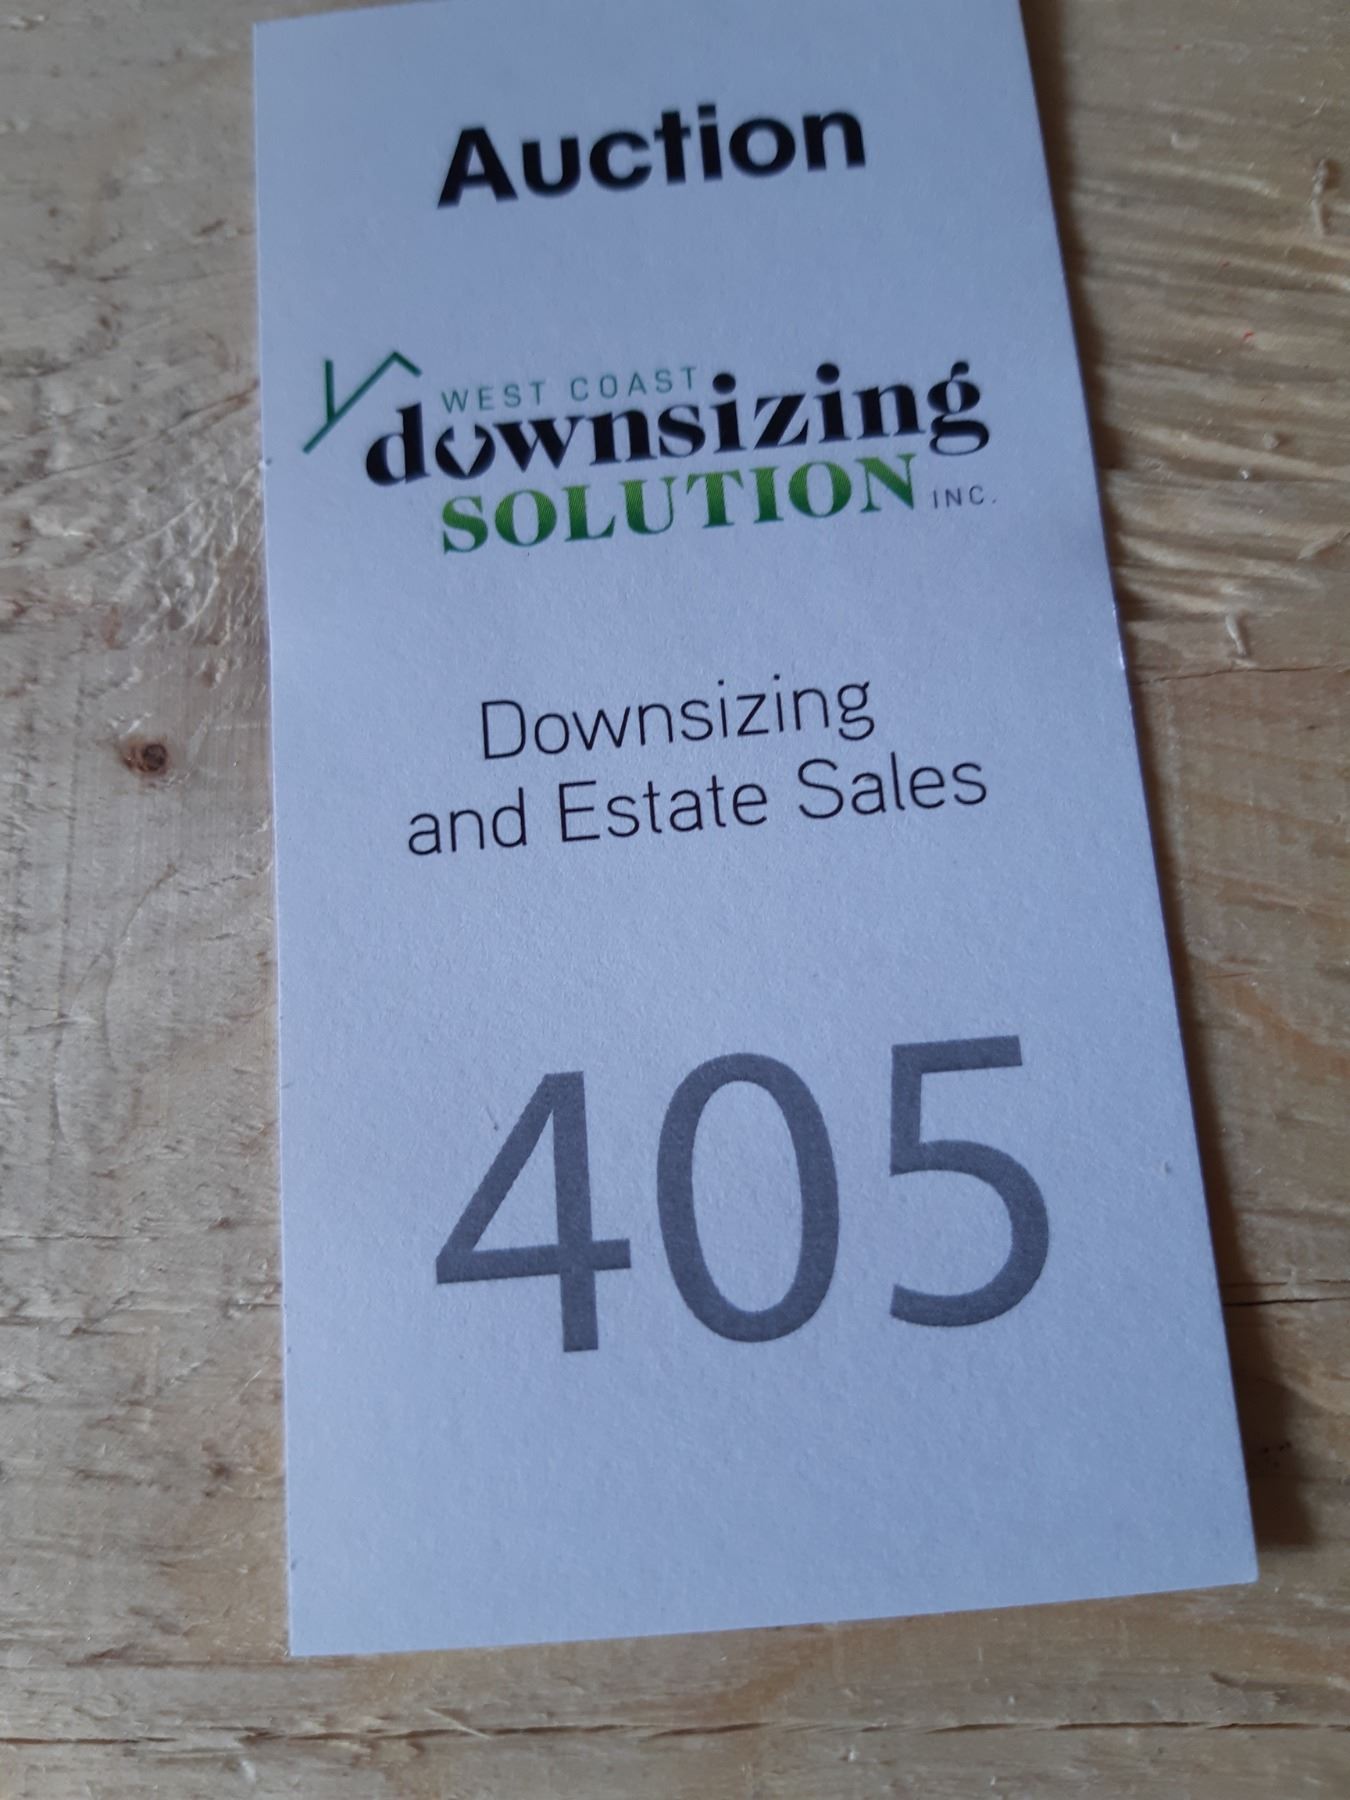 Auction
WEST COAST
downsizing
SOLUTION INC.
Downsizing
and Estate Sales
405